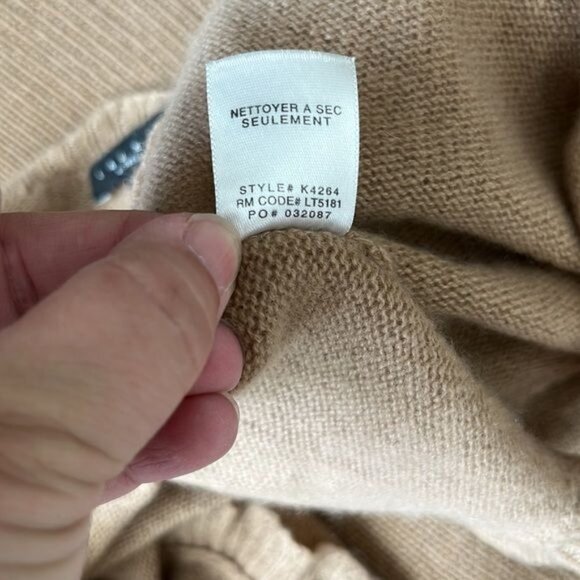 NETTOYER A SEC
SEULEMENT
STYLE# K4264
RM CODE# LT5181
PO# 032087